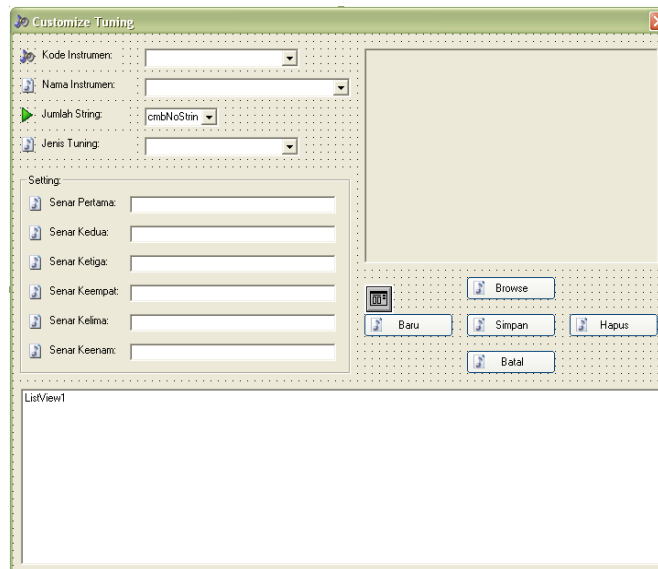 Customize Tuning
Kode Instrumen:
Nama Instrumen:
Jumlah String:
cmbNoStrin
Jenis Tuning:
Setting:
Senar Pertama:
Senar Kedua:
Senar Ketiga:
Senar Keempat:
Senar Kelima:
Senar Keenam:
Browse
Baru
Simpan
Hapus
Batal
ListView1